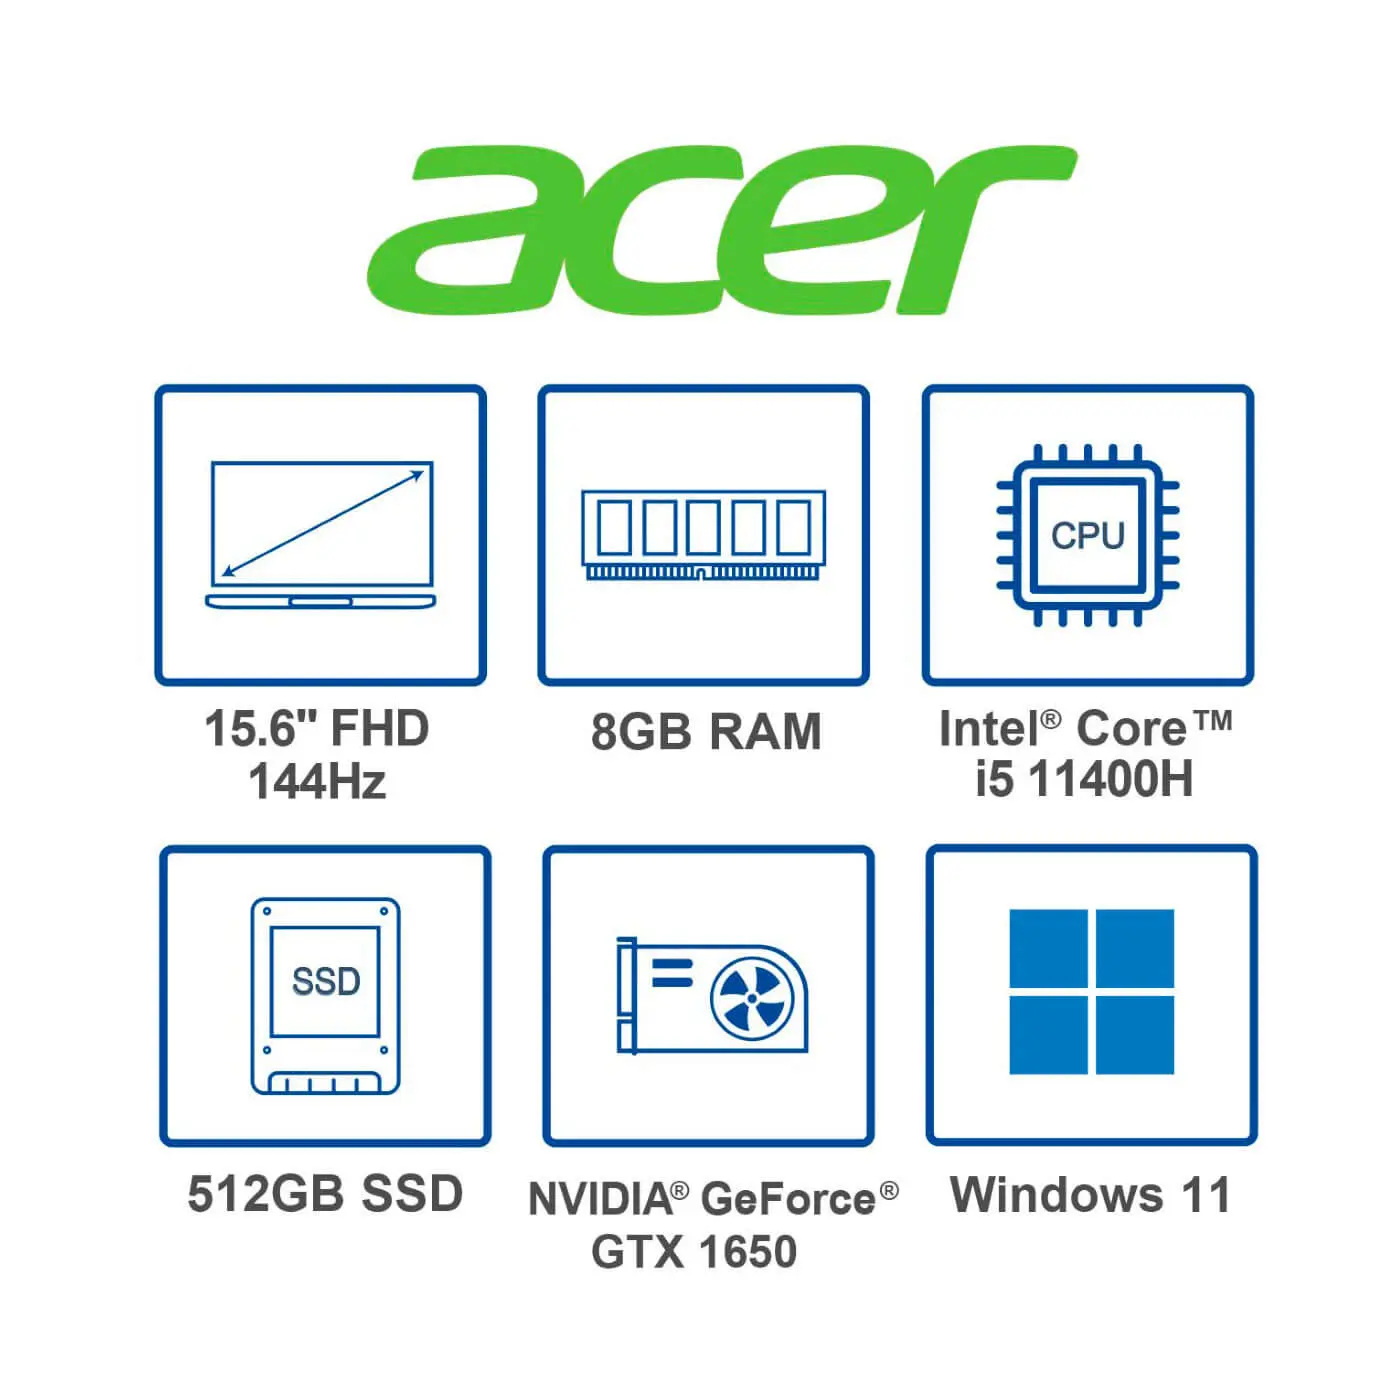 acer
CPU
15.6" FHD
144Hz
8GB RAM
Intel® Core™
i5 11400H
SSD
512GB SSD
NVIDIA® GeForce®
GTX 1650
Windows 11